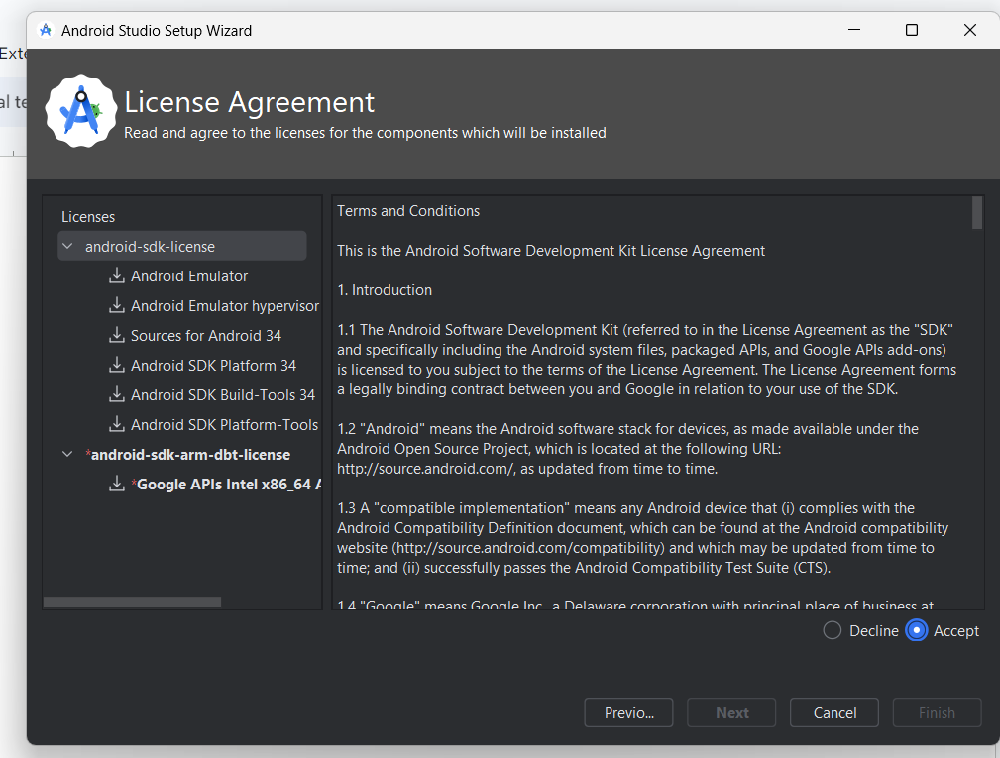 Android Studio Setup Wizard
Exte
al te
License Agreement
Read and agree to the licenses for the components which will be installed
Licenses
android-sdk-license
Android Emulator
Android Emulator hypervisor
Sources for Android 34
Android SDK Platform 34
Android SDK Build-Tools 34
Android SDK Platform-Tools
*android-sdk-arm-dbt-license
*Google APIs Intel x86_64 A
Terms and Conditions
This is the Android Software Development Kit License Agreement
1. Introduction
1.1 The Android Software Development Kit (referred to in the License Agreement as the "SDK"
and specifically including the Android system files, packaged APIs, and Google APIs add-ons)
is licensed to you subject to the terms of the License Agreement. The License Agreement forms
a legally binding contract between you and Google in relation to your use of the SDK.
1.2 "Android" means the Android software stack for devices, as made available under the
Android Open Source Project, which is located at the following URL:
http://source.android.com/, as updated from time to time.
1.3 A "compatible implementation" means any Android device that (i) complies with the
Android Compatibility Definition document, which can be found at the Android compatibility
website (http://source.android.com/compatibility) and which may be updated from time to
time; and (ii) successfully passes the Android Compatibility Test Suite (CTS).
1.4 "Google" means Google Inc., a Delaware corporation with principal place of business at
Decline
Accept
Previo...
Next
Cancel
Finish